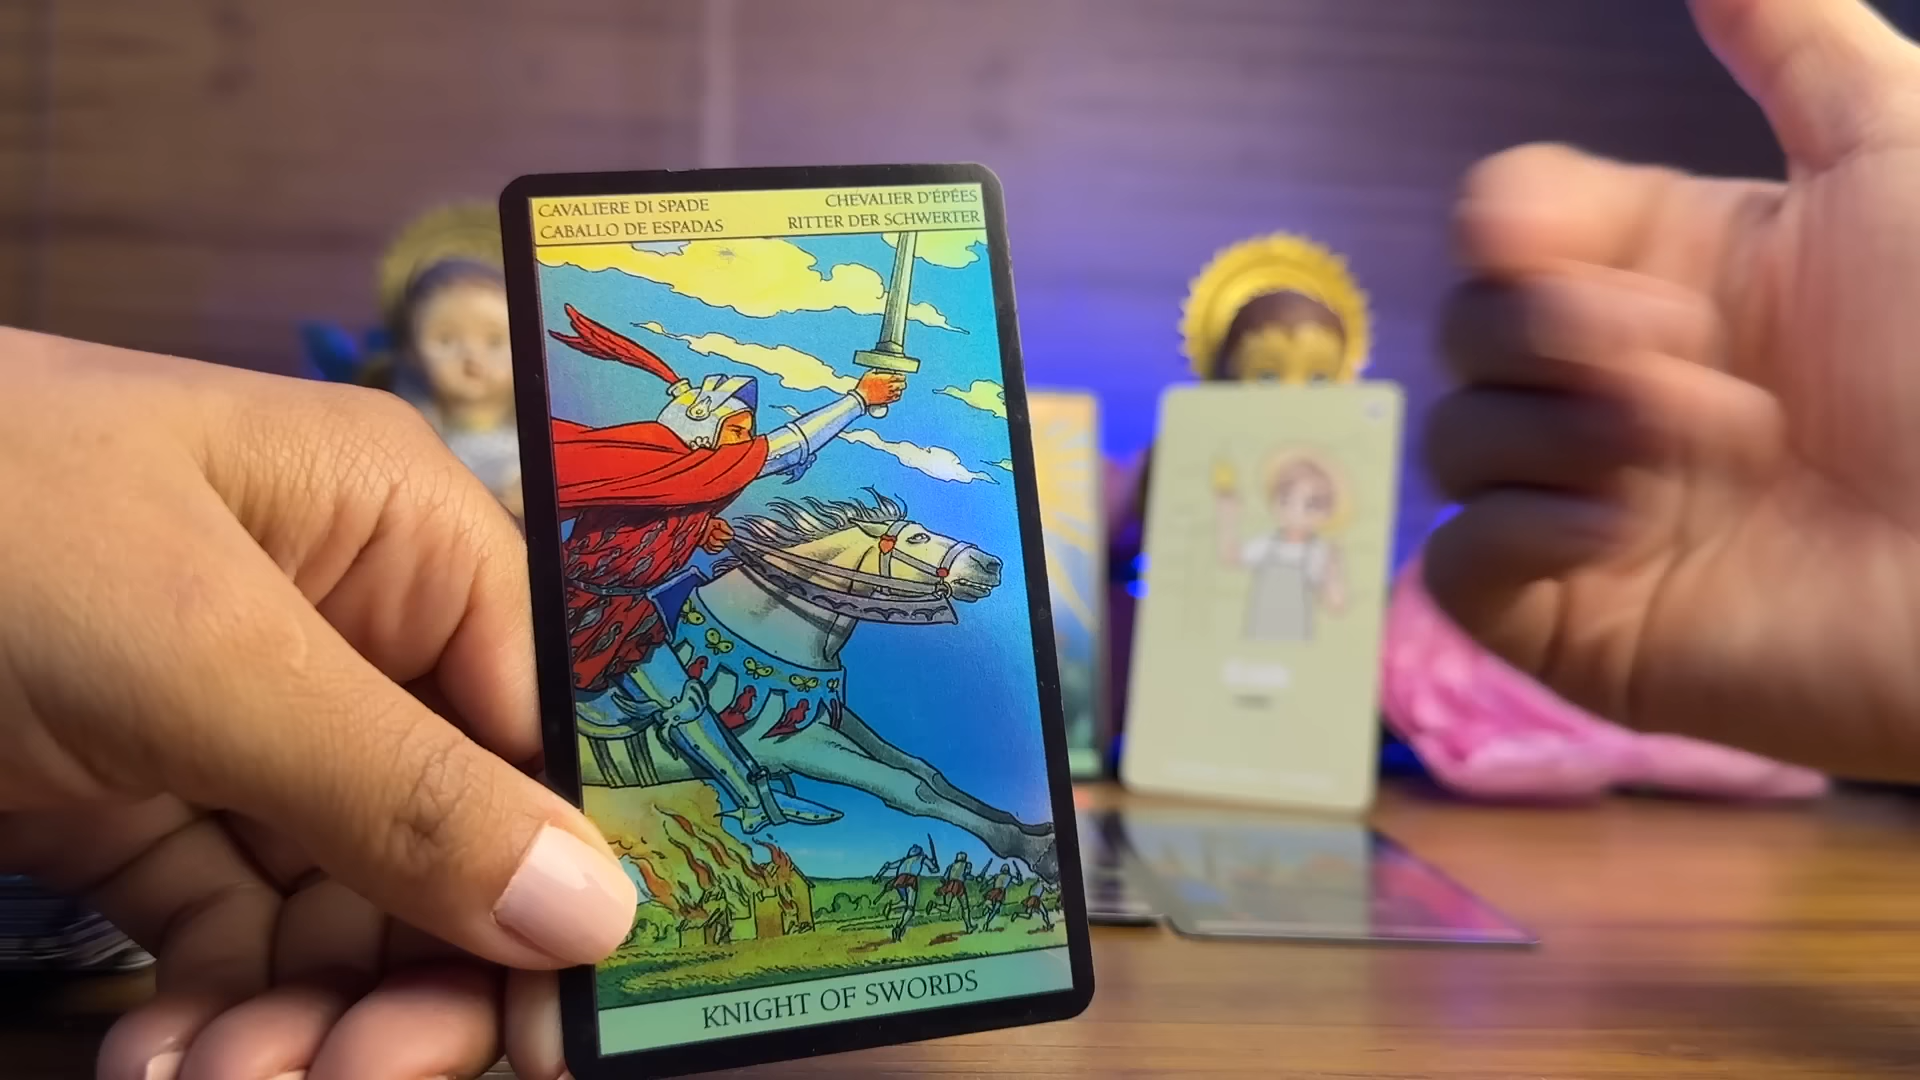 CAVALIERE DI SPADE
CABALLO DE ESPADAS
CHEVALIER D'ÉPÉES
RITTER DER SCHWERTER
KNIGHT OF SWORDS